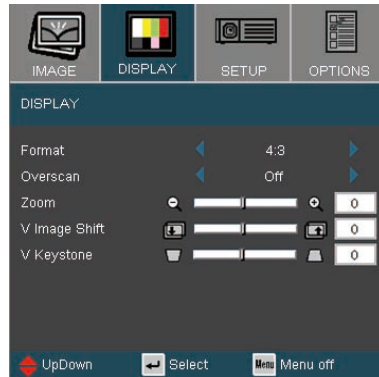 IMAGE DISPLAY SETUP OPTIONS
DISPLAY
Format 4:3
Overscan Off
Zoom 0
V Image Shift 0
V Keystone 0
UpDown Select Menu Menu off